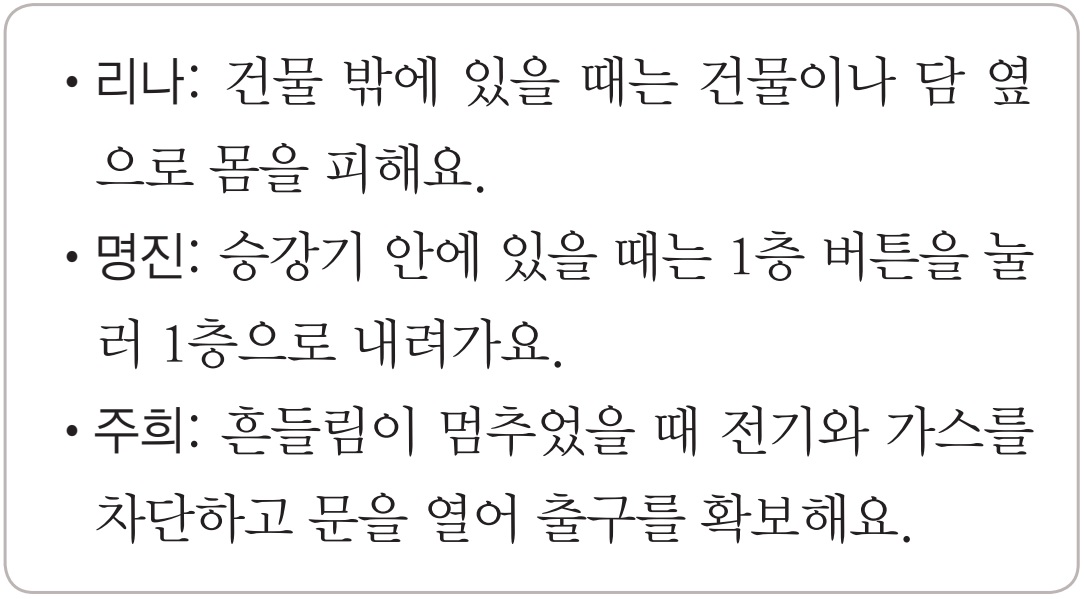 • 리나: 건물 밖에 있을 때는 건물이나 담 옆
으로 몸을 피해요.
• 명진: 승강기 안에 있을 때는 1층 버튼을 눌
러 1층으로 내려가요.
• 주희: 흔들림이 멈추었을 때 전기와 가스를
차단하고 문을 열어 출구를 확보해요.